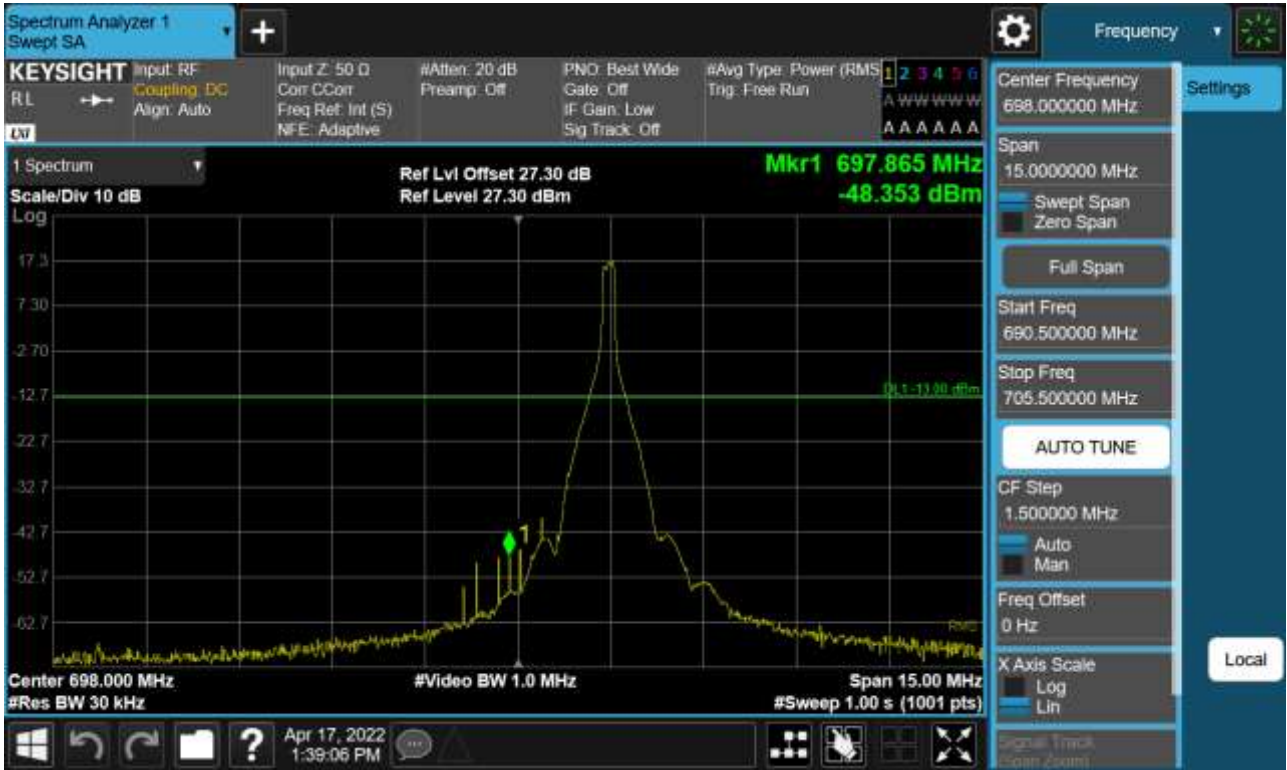 Spectrum Analyzer 1
Swept SA
+
Frequency
KEYSIGHT
RL
LXI
Input: RF
Coupling: DC
Align: Auto
Input Z: 50 Ω
Corr CCorr
Freq Ref: Int (S)
NFE: Adaptive
#Atten: 20 dB
Preamp: Off
PNO: Best Wide
Gate: Off
IF Gain: Low
Sig Track: Off
#Avg Type: Power (RMS
Trig: Free Run
1 2 3 4 5 6
A W W W W W
A A A A A A
1 Spectrum
Scale/Div 10 dB
Log
Ref Lvl Offset 27.30 dB
Ref Level 27.30 dBm
Mkr1 697.865 MHz
-48.353 dBm
17.3
7.30
-2.70
-12.7
-22.7
-32.7
-42.7
-52.7
-62.7
DL1 -13.00 dBm
1
RMS
Center 698.000 MHz
#Video BW 1.0 MHz
Span 15.00 MHz
#Res BW 30 kHz
#Sweep 1.00 s (1001 pts)
Center Frequency
698.000000 MHz
Settings
Span
15.0000000 MHz
Swept Span
Zero Span
Full Span
Start Freq
690.500000 MHz
Stop Freq
705.500000 MHz
AUTO TUNE
CF Step
1.500000 MHz
Auto
Man
Freq Offset
0 Hz
X Axis Scale
Log
Lin
Local
Signal Track
(Span Zoom)
?
Apr 17, 2022
1:39:06 PM